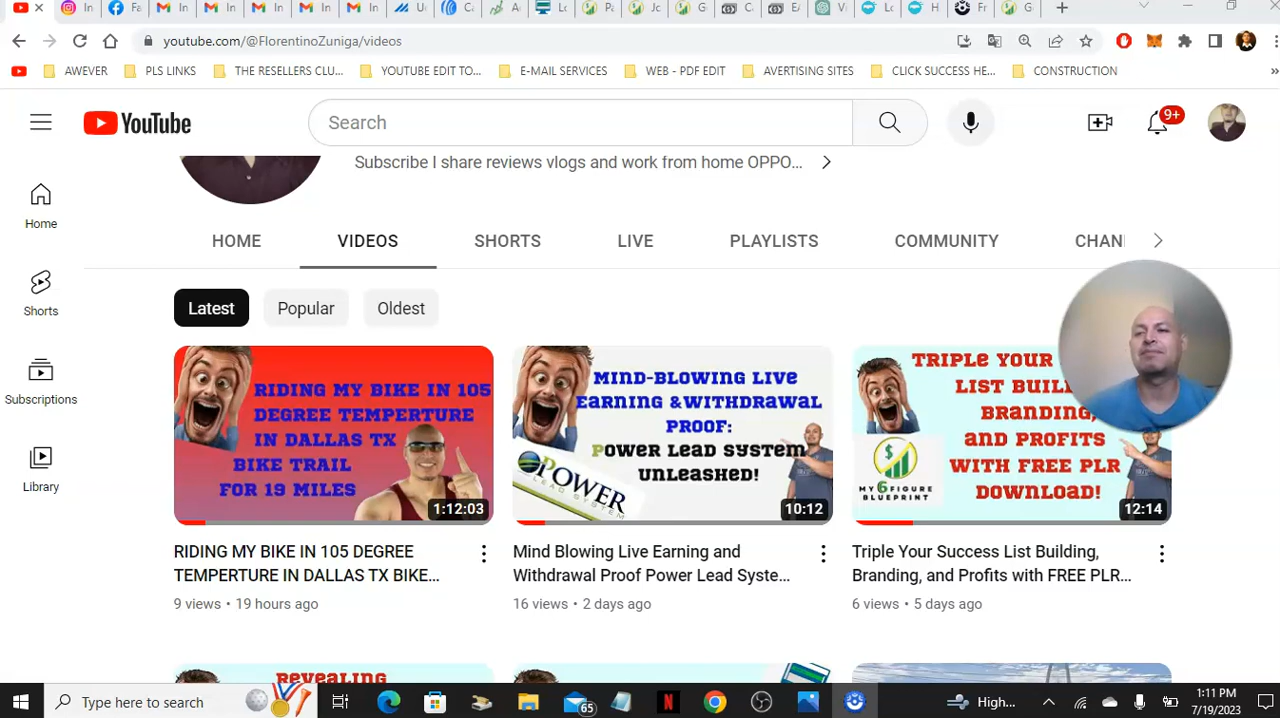 youtube.com/@FlorentinoZuniga/videos
AWEVER
PLS LINKS
THE RESELLERS CLU...
YOUTUBE EDIT TO...
E-MAIL SERVICES
WEB - PDF EDIT
AVERTISING SITES
CLICK SUCCESS HE...
CONSTRUCTION
»
YouTube
Search
9+
Subscribe I share reviews vlogs and work from home OPPO...
Home
Shorts
Subscriptions
Library
HOME
VIDEOS
SHORTS
LIVE
PLAYLISTS
COMMUNITY
CHAN
Latest
Popular
Oldest
RIDING MY BIKE IN 105
DEGREE TEMPERTURE
IN DALLAS TX
BIKE TRAIL
FOR 19 MILES
1:12:03
RIDING MY BIKE IN 105 DEGREE
TEMPERTURE IN DALLAS TX BIKE...
9 views • 19 hours ago
MIND-BLOWING LIVE
EARNING &WITHDRAWAL
PROOF:
POWER LEAD SYSTEM
UNLEASHED!
POWER
LEAD SYSTEM
10:12
Mind Blowing Live Earning and
Withdrawal Proof Power Lead Syste...
16 views • 2 days ago
TRIPLE YOUR
LIST BUIL
BRANDING,
AND PROFITS
WITH FREE PLR
DOWNLOAD!
MY 6 FIGURE
BLUEPRINT
12:14
Triple Your Success List Building,
Branding, and Profits with FREE PLR...
6 views • 5 days ago
REVEALING
Type here to search
65
High...
1:11 PM
7/19/2023